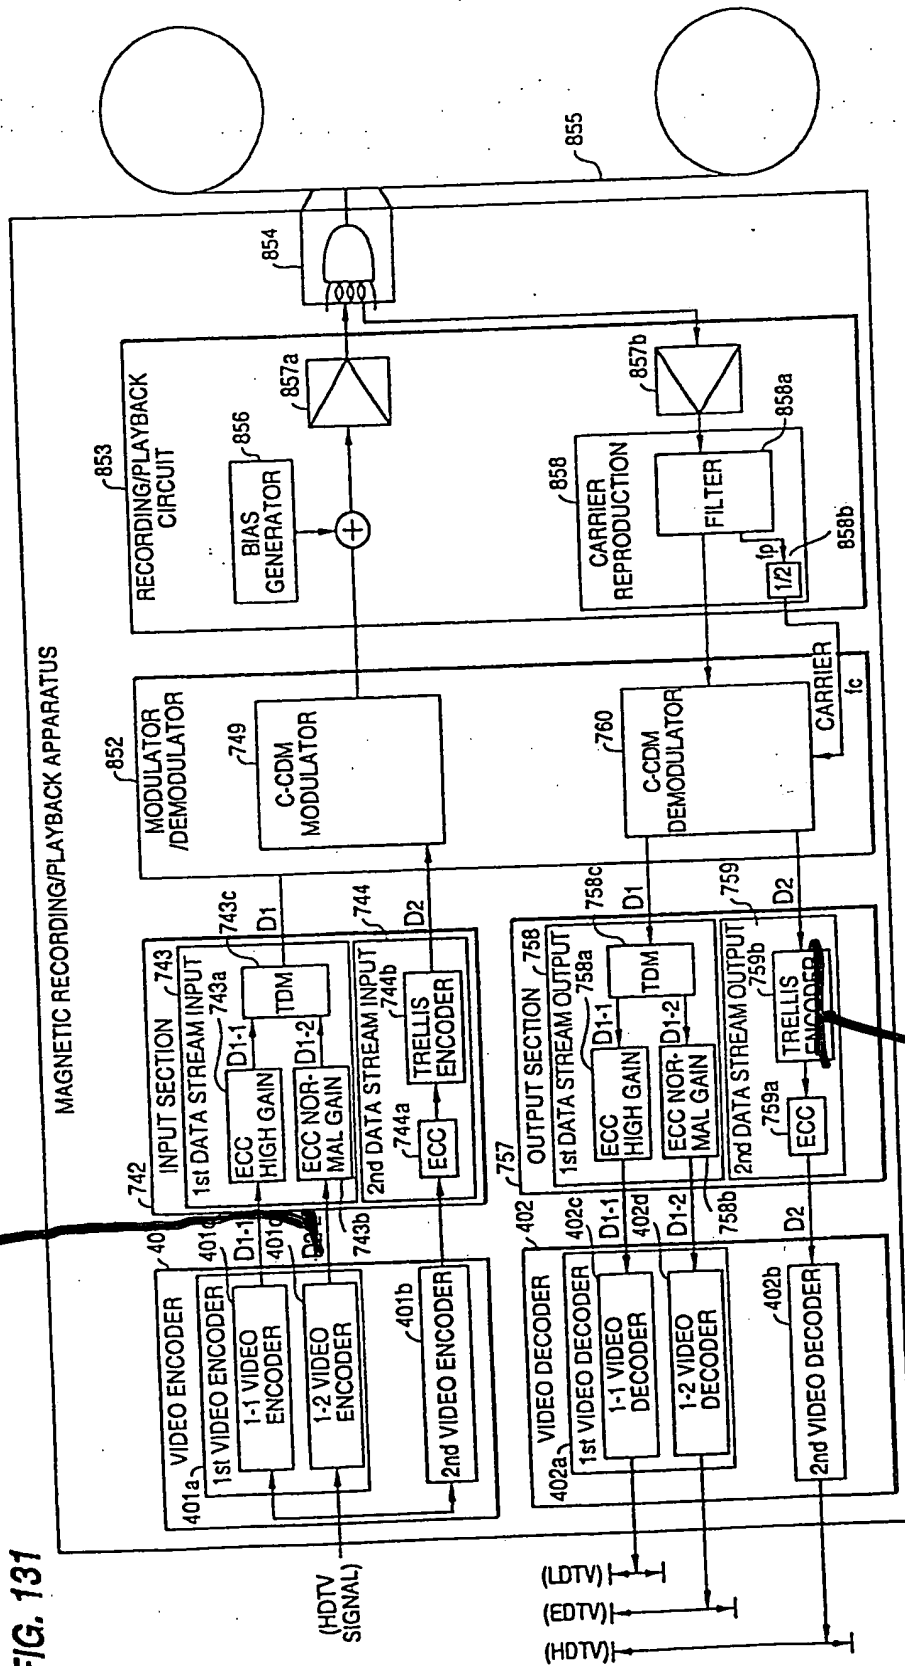 FIG. 131
MAGNETIC RECORDING/PLAYBACK APPARATUS
(HDTV
SIGNAL)
401
VIDEO ENCODER
401a
1st VIDEO ENCODER
1-1 VIDEO
ENCODER
1-2 VIDEO
ENCODER
401b
2nd VIDEO ENCODER
D1-1
742
INPUT SECTION
743
1st DATA STREAM INPUT
743a
ECC
HIGH GAIN
D1-1
743c
TDM
ECC NOR-
MAL GAIN
D1-2
743b
744
2nd DATA STREAM INPUT
744a
ECC
744b
TRELLIS
ENCODER
D1
D2
852
MODULATOR
/DEMODULATOR
749
C-CDM
MODULATOR
760
C-CDM
DEMODULATOR
CARRIER
fc
853
RECORDING/PLAYBACK
CIRCUIT
856
BIAS
GENERATOR
+
857a
854
855
857b
858
CARRIER
REPRODUCTION
858a
FILTER
fp
1/2
858b
757
OUTPUT SECTION
758
1st DATA STREAM OUTPUT
758a
ECC
HIGH GAIN
D1-1
758c
TDM
ECC NOR-
MAL GAIN
D1-2
758b
D1
759
2nd DATA STREAM OUTPUT
759a
ECC
759b
TRELLIS
ENCODER
D2
402
VIDEO DECODER
402a
1st VIDEO DECODER
402c
1-1 VIDEO
DECODER
D1-1
402d
1-2 VIDEO
DECODER
D1-2
402b
2nd VIDEO DECODER
D2
(LDTV)
(EDTV)
(HDTV)